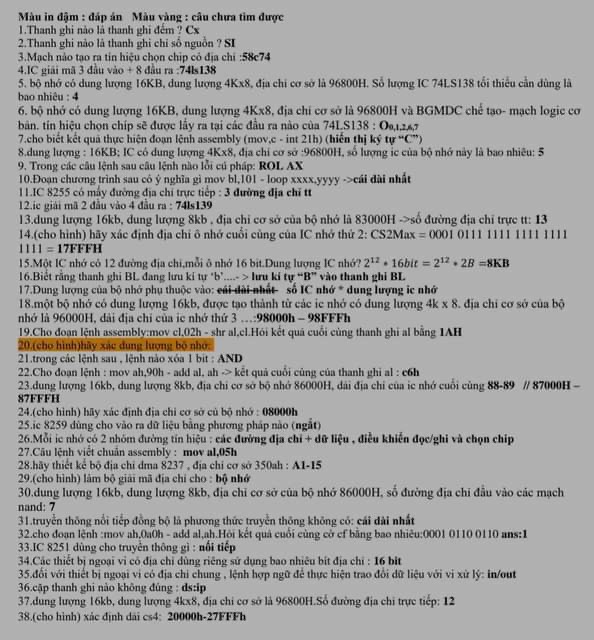 Màu in đậm : đáp án Màu vàng : câu chưa tìm được
1.Thanh ghi nào là thanh ghi đếm ? Cx
2.Thanh ghi nào là thanh ghi chỉ số nguồn ? SI
3.Mạch nào tạo ra tín hiệu chọn chip có địa chỉ :58c74
4.IC giải mã 3 đầu vào + 8 đầu ra :74ls138
5. bộ nhớ có dung lượng 16KB, dung lượng 4Kx8, địa chỉ cơ sở là 96800H. Số lượng IC 74LS138 tối thiểu cần dùng là
bao nhiêu : 4
6. bộ nhớ có dung lượng 16KB, dung lượng 4Kx8, địa chỉ cơ sở là 96800H và BGMDC chế tạo- mạch logic cơ
bản. tín hiệu chọn chip sẽ được lấy ra tại các đầu ra nào của 74LS138 : O0,1,2,6,7
7.cho biết kết quả thực hiện đoạn lệnh assembly (mov,c - int 21h) (hiển thị ký tự “C”)
8.dung lượng : 16KB; IC có dung lượng 4Kx8, địa chỉ cơ sở :96800H, số lượng ic của bộ nhớ này là bao nhiêu: 5
9. Trong các câu lệnh sau câu lệnh nào lỗi cú pháp: ROL AX
10.Đoạn chương trình sau có ý nghĩa gì mov bl,101 - loop xxxx,yyyy ->cái dài nhất
11.IC 8255 có mấy đường địa chỉ trực tiếp : 3 đường địa chỉ tt
12.ic giải mã 2 đầu vào 4 đầu ra : 74ls139
13.dung lượng 16kb, dung lượng 8kb , địa chỉ cơ sở của bộ nhớ là 83000H ->số đường địa chỉ trực tt: 13
14.(cho hình) hãy xác định địa chỉ ô nhớ cuối cùng của IC nhớ thứ 2: CS2Max = 0001 0111 1111 1111 1111
1111 = 17FFFH
15.Một IC nhớ có 12 đường địa chỉ,mỗi ô nhớ 16 bit.Dung lượng IC nhớ? 2^12 * 16bit = 2^12 * 2B =8KB
16.Biết rằng thanh ghi BL đang lưu kí tự ‘b’....- > lưu kí tự “B” vào thanh ghi BL
17.Dung lượng của bộ nhớ phụ thuộc vào: cái dài nhất- số IC nhớ * dung lượng ic nhớ
18.một bộ nhớ có dung lượng 16kb, được tạo thành từ các ic nhớ có dung lượng 4k x 8. địa chỉ cơ sở của bộ
nhớ là 96000H, dải địa chỉ của ic nhớ thứ 3 …:98000h – 98FFFh
19.Cho đoạn lệnh assembly:mov cl,02h - shr al,cl.Hỏi kết quả cuối cùng thanh ghi al bằng 1AH
20.(cho hình)hãy xác dung lượng bộ nhớ:
21.trong các lệnh sau , lệnh nào xóa 1 bit : AND
22.Cho đoạn lệnh : mov ah,90h - add al, ah -> kết quả cuối cùng của thanh ghi al : c6h
23.dung lượng 16kb, dung lượng 8kb, địa chỉ cơ sở bộ nhớ 86000H, dải địa chỉ của ic nhớ cuối cùng 88-89 // 87000H –
87FFFH
24.(cho hình) hãy xác định địa chỉ cơ sở củ bộ nhớ : 08000h
25.ic 8259 dùng cho vào ra dữ liệu bằng phương pháp nào (ngắt)
26.Mỗi ic nhớ có 2 nhóm đường tín hiệu : các đường địa chỉ + dữ liệu , điều khiển đọc/ghi và chọn chip
27.Câu lệnh viết chuẩn assembly : mov al,05h
28.hãy thiết kế bộ địa chỉ dma 8237 , địa chỉ cơ sở 350ah : A1-15
29.(cho hình) làm bộ giải mã địa chỉ cho : bộ nhớ
30.dung lượng 16kb, dung lượng 8kb, địa chỉ cơ sở của bộ nhớ 86000H, số đường địa chỉ đầu vào các mạch
nand: 7
31.truyền thông nối tiếp đồng bộ là phương thức truyền thông không có: cái dài nhất
32.cho đoạn lệnh :mov ah,0a0h - add al,ah.Hỏi kết quả cuối cùng cờ cf bằng bao nhiêu:0001 0110 0110 ans:1
33.IC 8251 dùng cho truyền thông gì : nối tiếp
34.Các thiết bị ngoại vi có địa chỉ dùng riêng sử dụng bao nhiêu bit địa chỉ : 16 bit
35.đối với thiết bị ngoại vi có địa chỉ chung , lệnh hợp ngữ để thực hiện trao đổi dữ liệu với vi xử lý: in/out
36.cặp thanh ghi nào không đúng : ds:ip
37.dung lượng 16kb, dung lượng 4kx8, địa chỉ cơ sở là 96800H.Số đường địa chỉ trực tiếp: 12
38.(cho hình) xác định dải cs4: 20000h-27FFFh